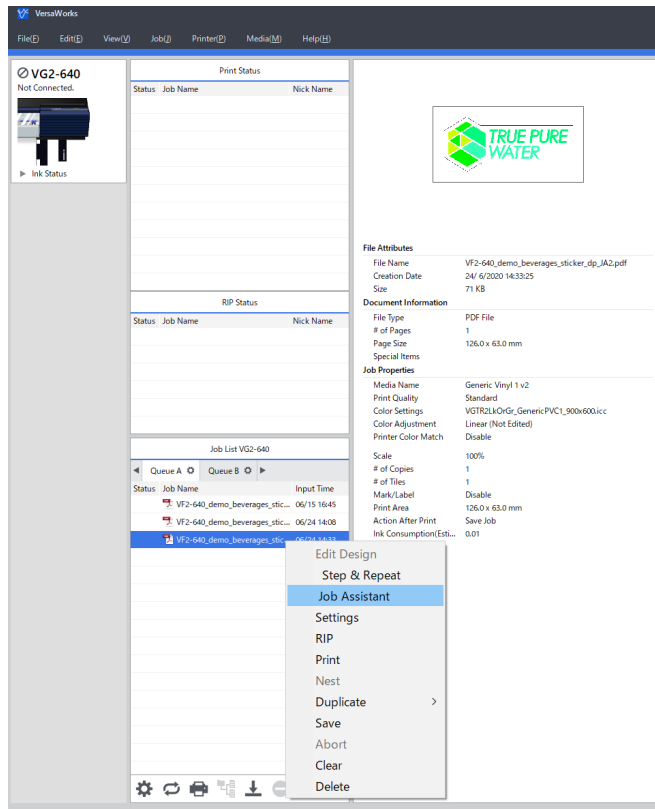 VersaWorks
File(F) Edit(E) View(V) Job(J) Printer(P) Media(M) Help(H)
VG2-640
Not Connected.
Ink Status
Print Status
Status Job Name Nick Name
RIP Status
Status Job Name Nick Name
Job List VG2-640
Queue A Queue B
Status Job Name Input Time
VF2-640_demo_beverages_stic... 06/15 16:45
VF2-640_demo_beverages_stic... 06/24 14:08
VF2-640_demo_beverages_stic... 06/24 14:33
Edit Design
Step & Repeat
Job Assistant
Settings
RIP
Print
Nest
Duplicate
Save
Abort
Clear
Delete
TRUE PURE
WATER
File Attributes
File Name VF2-640_demo_beverages_sticker_dp_JA2.pdf
Creation Date 24/ 6/2020 14:33:25
Size 71 KB
Document Information
File Type PDF File
# of Pages 1
Page Size 126.0 x 63.0 mm
Special Items
Job Properties
Media Name Generic Vinyl 1 v2
Print Quality Standard
Color Settings VGTR2LkOrGr_GenericPVC1_900x600.icc
Color Adjustment Linear (Not Edited)
Printer Color Match Disable
Scale 100%
# of Copies 1
# of Tiles 1
Mark/Label Disable
Print Area 126.0 x 63.0 mm
Action After Print Save Job
Ink Consumption(Esti... 0.01